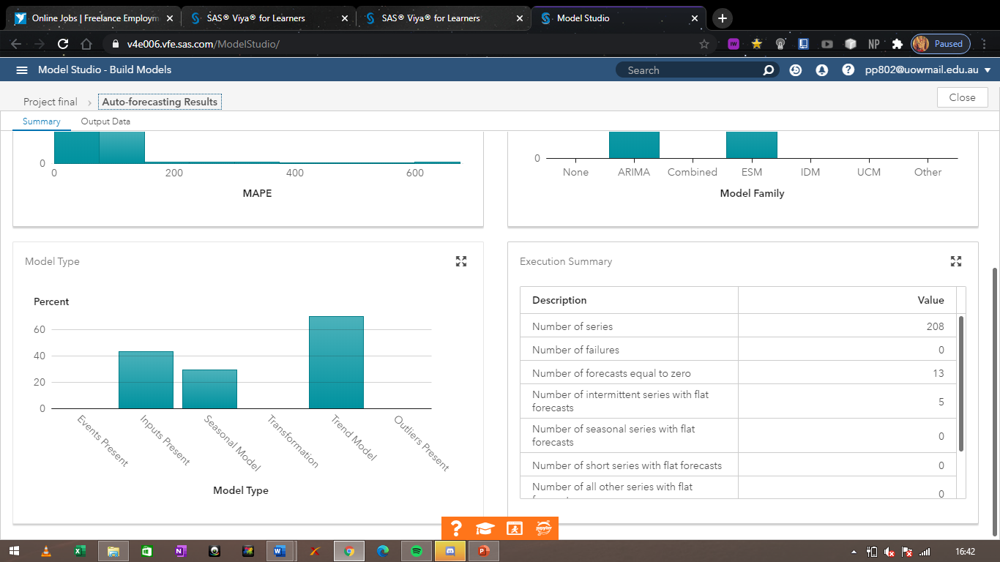 Online Jobs | Freelance Employm
SAS® Viya® for Learners
SAS® Viya® for Learners
Model Studio
v4e006.vfe.sas.com/ModelStudio/
NP
Paused
Model Studio - Build Models
Search
pp802@uowmail.edu.au
Project final
Auto-forecasting Results
Close
Summary
Output Data
0
0 200 400 600
MAPE
0
None ARIMA Combined ESM IDM UCM Other
Model Family
Model Type
Percent
60
40
20
0
Events Present
Inputs Present
Seasonal Model
Transformation
Trend Model
Outliers Present
Model Type
Execution Summary
Description Value
Number of series 208
Number of failures 0
Number of forecasts equal to zero 13
Number of intermittent series with flat
forecasts 5
Number of seasonal series with flat
forecasts 0
Number of short series with flat forecasts 0
Number of all other series with flat
0
jupyter
16:42